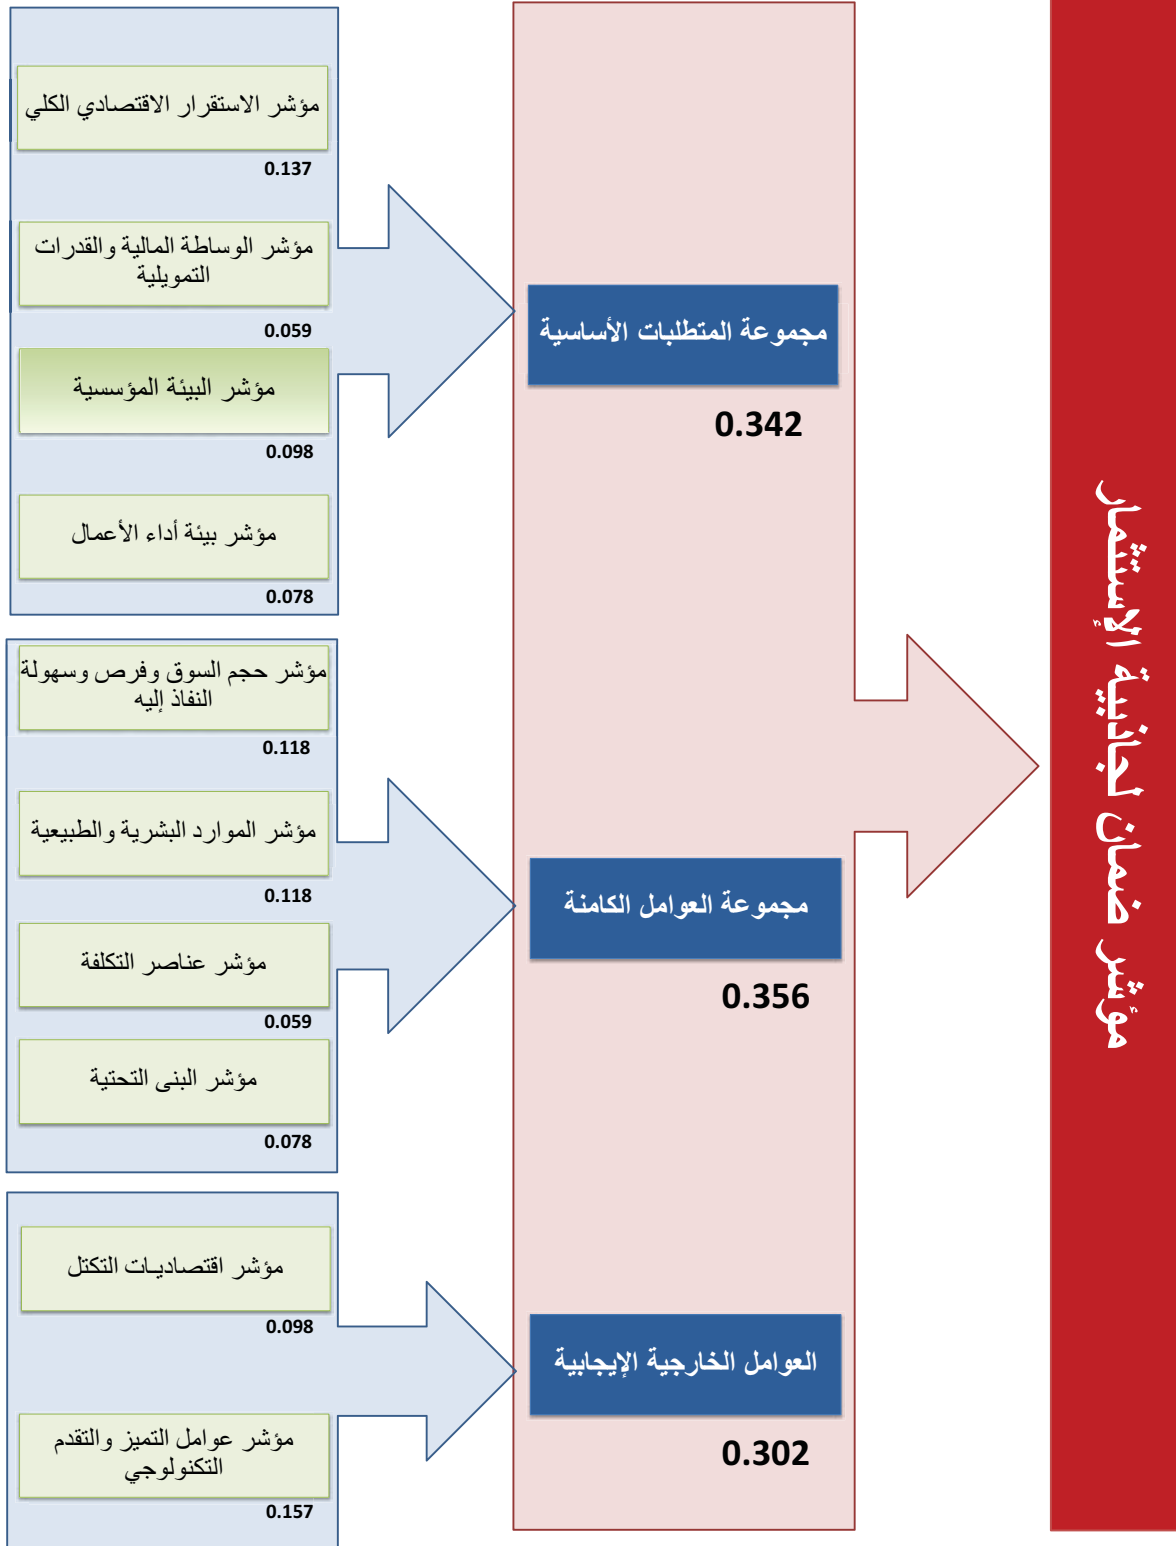 مؤشر ضمان لجاذبية الإستثمار
مجموعة المتطلبات الأساسية
0.342
مؤشر الاستقرار الاقتصادي الكلي
0.137
مؤشر الوساطة المالية والقدرات
التمويلية
0.059
مؤشر البيئة المؤسسية
0.098
مؤشر بيئة أداء الأعمال
0.078
مجموعة العوامل الكامنة
0.356
مؤشر حجم السوق وفرص وسهولة
النفاذ إليه
0.118
مؤشر الموارد البشرية والطبيعية
0.118
مؤشر عناصر التكلفة
0.059
مؤشر البنى التحتية
0.078
العوامل الخارجية الإيجابية
0.302
مؤشر اقتصاديات التكتل
0.098
مؤشر عوامل التميز والتقدم
التكنولوجي
0.157